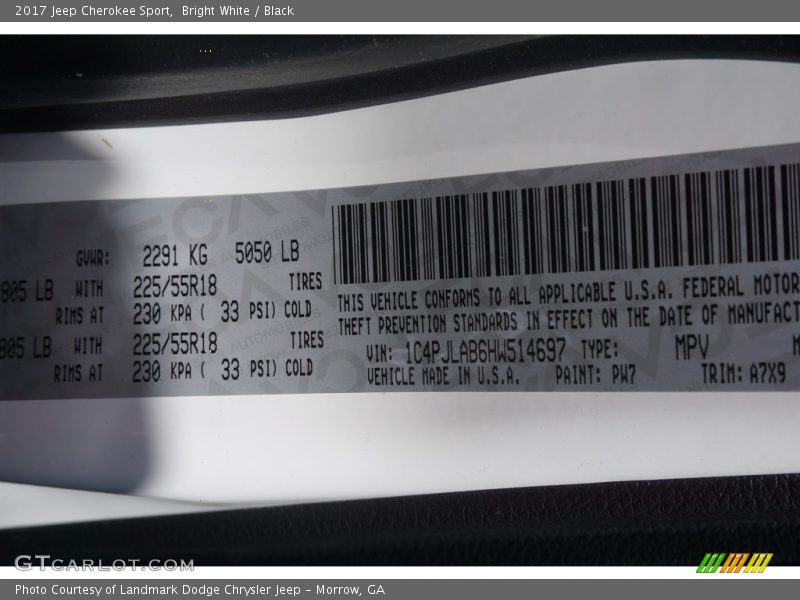 2017 Jeep Cherokee Sport, Bright White / Black
GVWR: 2291 KG 5050 LB
805 LB WITH 225/55R18 TIRES
RIMS AT 230 KPA ( 33 PSI) COLD
805 LB WITH 225/55R18 TIRES
RIMS AT 230 KPA ( 33 PSI) COLD
THIS VEHICLE CONFORMS TO ALL APPLICABLE U.S.A. FEDERAL MOTOR
THEFT PREVENTION STANDARDS IN EFFECT ON THE DATE OF MANUFACT
VIN: 1C4PJLAB6HW514697 TYPE: MPV
VEHICLE MADE IN U.S.A. PAINT: PW7 TRIM: A7X9
GTCARLOT.COM
Photo Courtesy of Landmark Dodge Chrysler Jeep - Morrow, GA